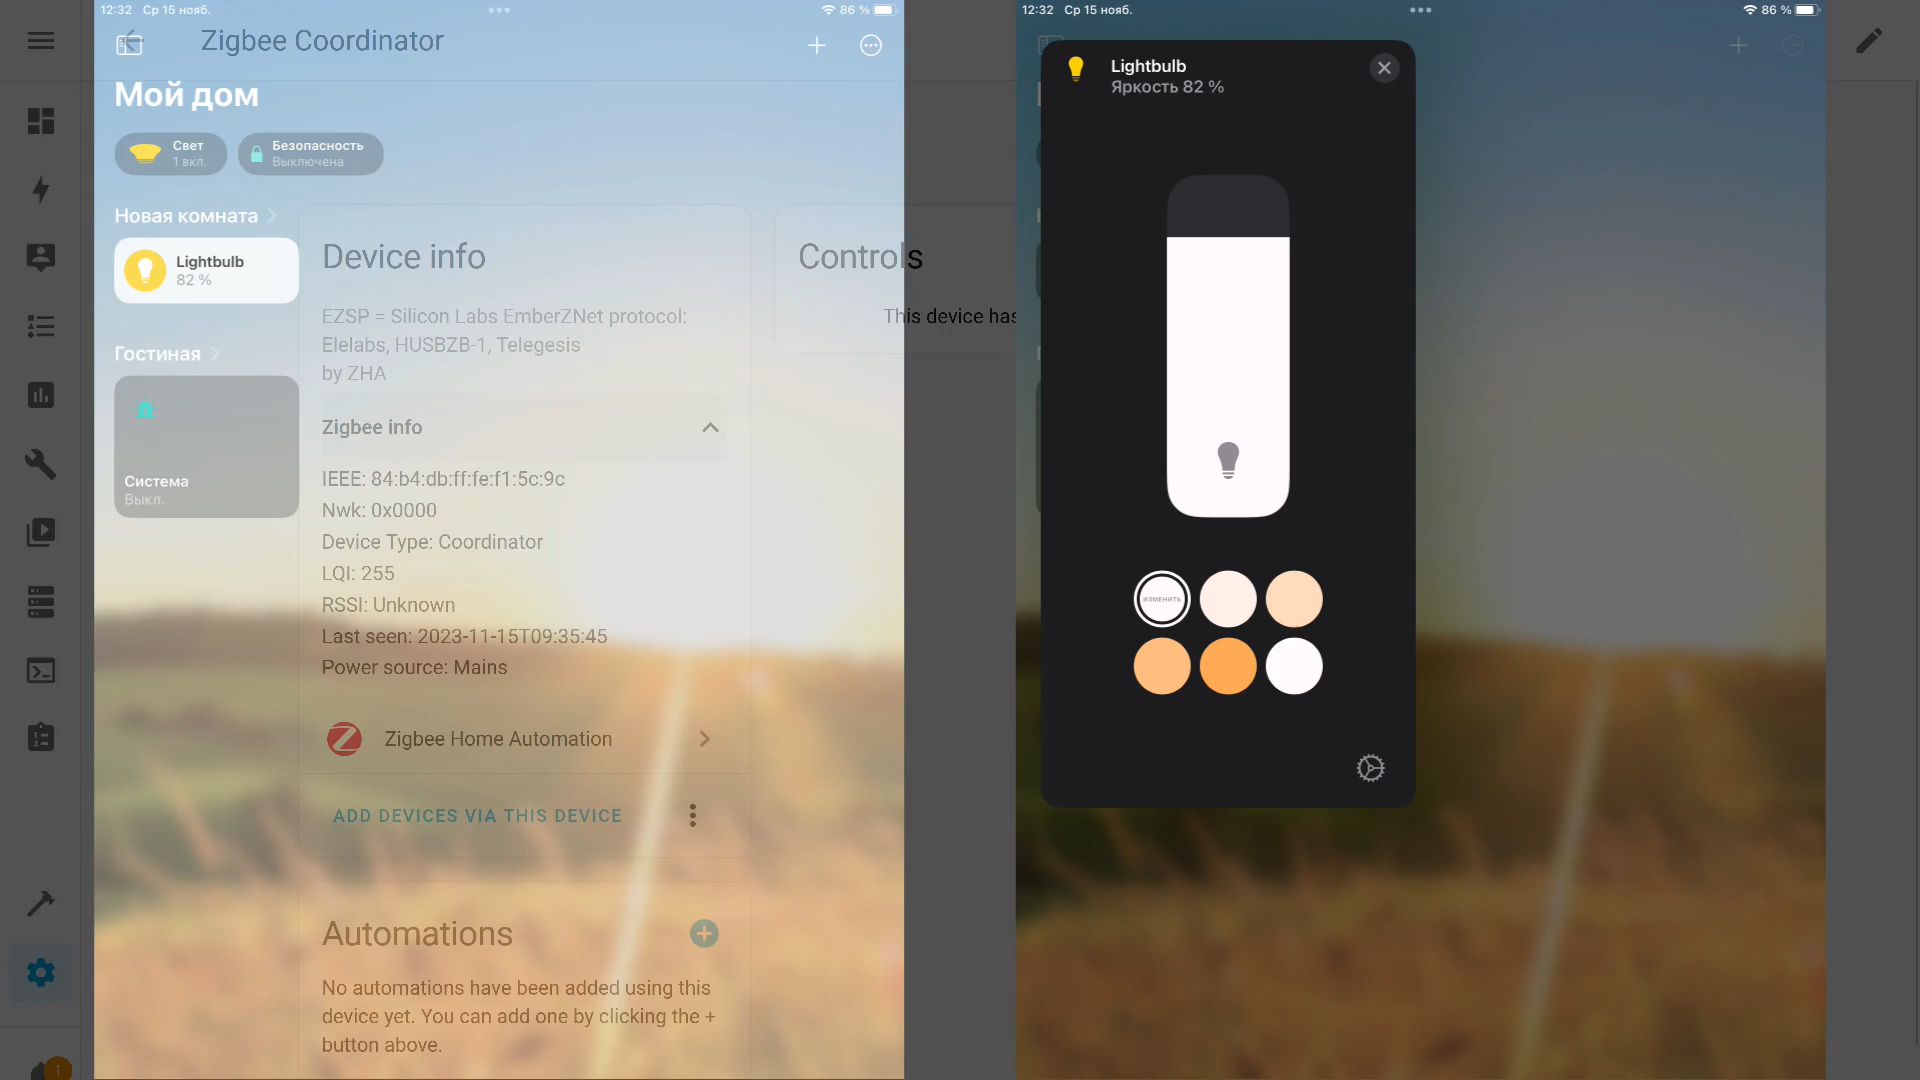 12:32 Ср 15 нояб.
86 %
Zigbee Coordinator
Мой дом
Свет
1 вкл.
Безопасность
Выключена
Новая комната
Lightbulb
82 %
Гостиная
Система
Выкл.
Device info
EZSP = Silicon Labs EmberZNet protocol:
Elelabs, HUSBZB-1, Telegesis
by ZHA
Zigbee info
IEEE: 84:b4:db:ff:fe:f1:5c:9c
Nwk: 0x0000
Device Type: Coordinator
LQI: 255
RSSI: Unknown
Last seen: 2023-11-15T09:35:45
Power source: Mains
Zigbee Home Automation
ADD DEVICES VIA THIS DEVICE
Automations
No automations have been added using this
device yet. You can add one by clicking the +
button above.
1
Controls
This device has
12:32 Ср 15 нояб.
86 %
Lightbulb
Яркость 82 %
ИЗМЕНИТЬ